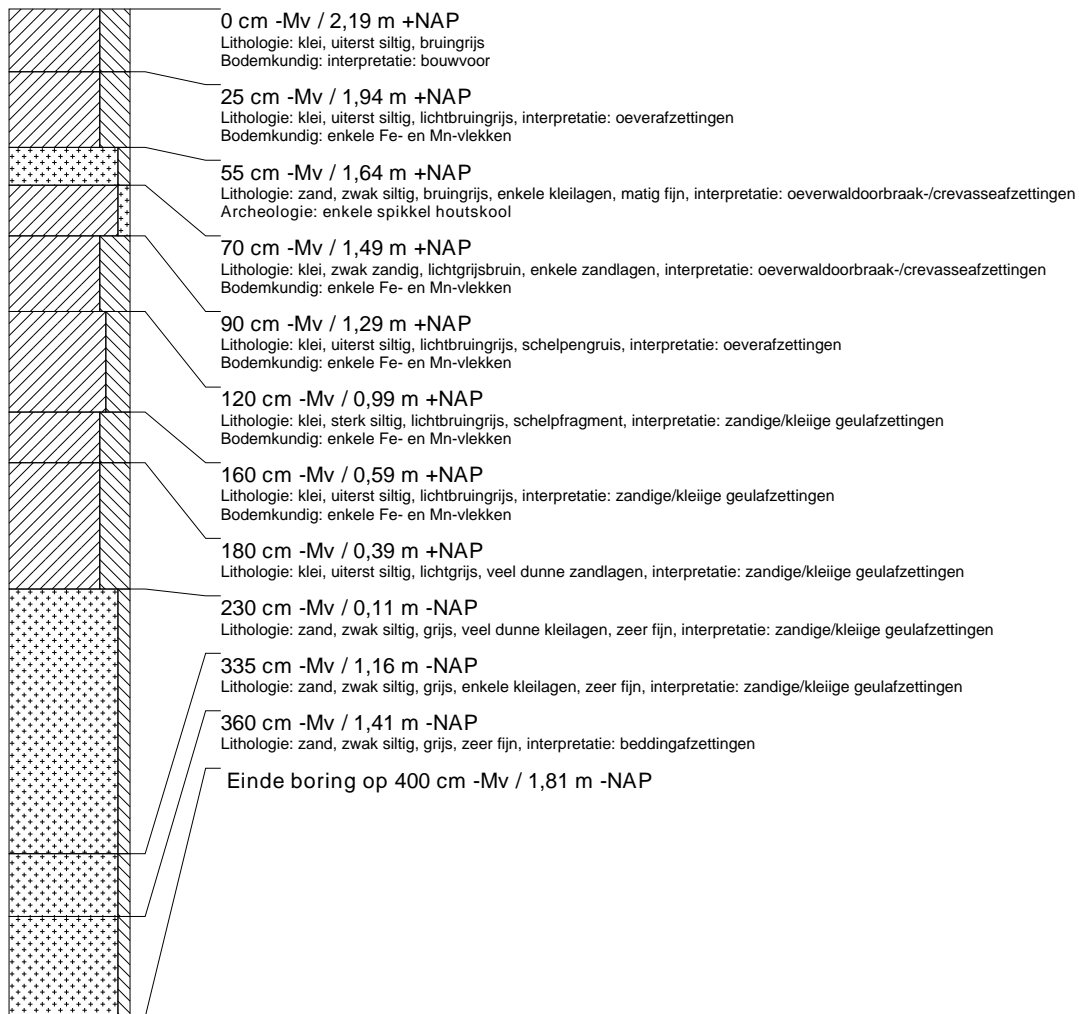 0 cm -Mv / 2,19 m +NAP
Lithologie: klei, uiterst siltig, bruingrijs
Bodemkundig: interpretatie: bouwvoor
25 cm -Mv / 1,94 m +NAP
Lithologie: klei, uiterst siltig, lichtbruingrijs, interpretatie: oeverafzettingen
Bodemkundig: enkele Fe- en Mn-vlekken
55 cm -Mv / 1,64 m +NAP
Lithologie: zand, zwak siltig, bruingrijs, enkele kleilagen, matig fijn, interpretatie: oeverwaldoorbraak-/crevasseafzettingen
Archeologie: enkele spikkel houtskool
70 cm -Mv / 1,49 m +NAP
Lithologie: klei, zwak zandig, lichtgrijsbruin, enkele zandlagen, interpretatie: oeverwaldoorbraak-/crevasseafzettingen
Bodemkundig: enkele Fe- en Mn-vlekken
90 cm -Mv / 1,29 m +NAP
Lithologie: klei, uiterst siltig, lichtbruingrijs, schelpengruis, interpretatie: oeverafzettingen
Bodemkundig: enkele Fe- en Mn-vlekken
120 cm -Mv / 0,99 m +NAP
Lithologie: klei, sterk siltig, lichtbruingrijs, schelpfragment, interpretatie: zandige/kleiige geulafzettingen
Bodemkundig: enkele Fe- en Mn-vlekken
160 cm -Mv / 0,59 m +NAP
Lithologie: klei, uiterst siltig, lichtbruingrijs, interpretatie: zandige/kleiige geulafzettingen
Bodemkundig: enkele Fe- en Mn-vlekken
180 cm -Mv / 0,39 m +NAP
Lithologie: klei, uiterst siltig, lichtgrijs, veel dunne zandlagen, interpretatie: zandige/kleiige geulafzettingen
230 cm -Mv / 0,11 m -NAP
Lithologie: zand, zwak siltig, grijs, veel dunne kleilagen, zeer fijn, interpretatie: zandige/kleiige geulafzettingen
335 cm -Mv / 1,16 m -NAP
Lithologie: zand, zwak siltig, grijs, enkele kleilagen, zeer fijn, interpretatie: zandige/kleiige geulafzettingen
360 cm -Mv / 1,41 m -NAP
Lithologie: zand, zwak siltig, grijs, zeer fijn, interpretatie: beddingafzettingen
Einde boring op 400 cm -Mv / 1,81 m -NAP